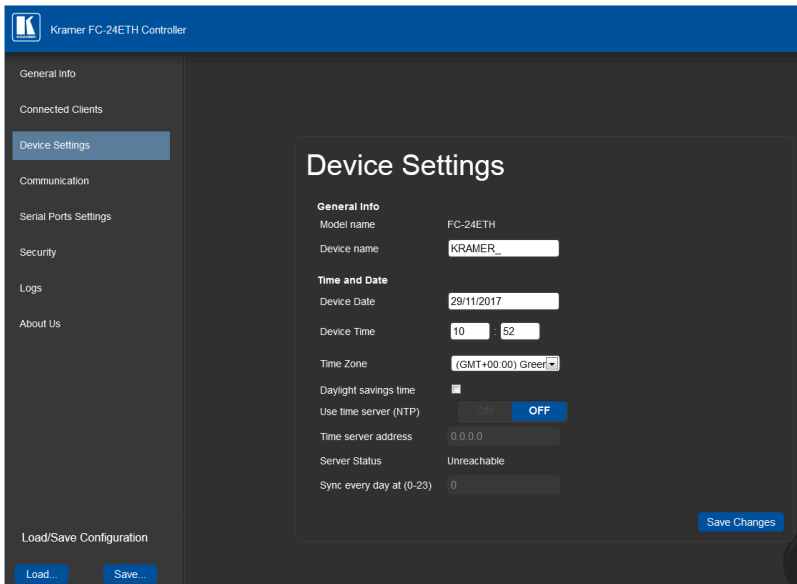 KRAMER
Kramer FC-24ETH Controller
General Info
Connected Clients
Device Settings
Communication
Serial Ports Settings
Security
Logs
About Us
Load/Save Configuration
Load... Save...
Device Settings
General Info
Model name FC-24ETH
Device name KRAMER_
Time and Date
Device Date 29/11/2017
Device Time 10 : 52
Time Zone (GMT+00:00) Green
Daylight savings time
Use time server (NTP) ON OFF
Time server address 0.0.0.0
Server Status Unreachable
Sync every day at (0-23) 0
Save Changes